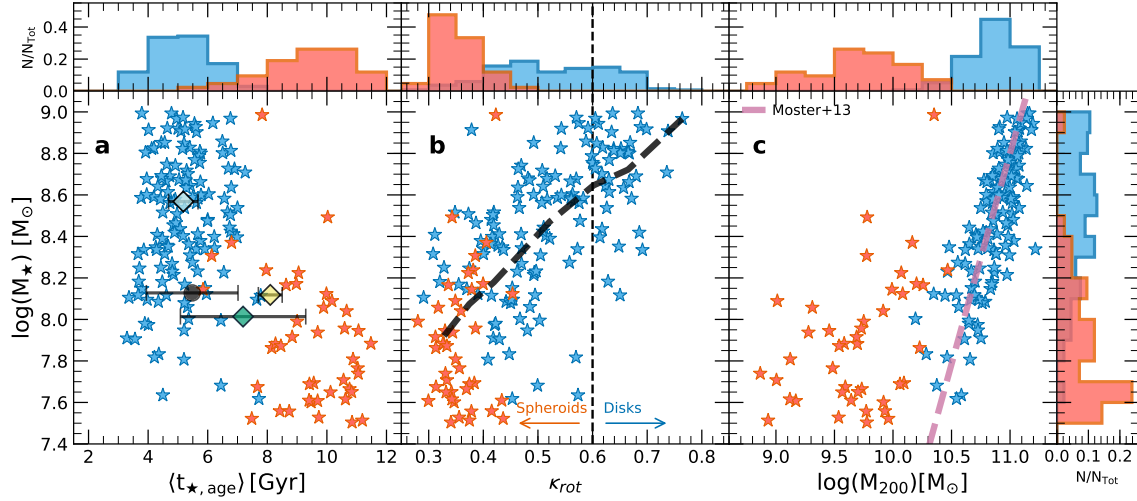 N/N_Tot
0.4
0.2
0.0
Moster+13
a
b
c
log(M★) [M⊙]
9.0
8.8
8.6
8.4
8.2
8.0
7.8
7.6
7.4
Spheroids
Disks
2 4 6 8 10 12
0.3 0.4 0.5 0.6 0.7 0.8
9.0 9.5 10.0 10.5 11.0
0.0 0.1 0.2
⟨t★, age⟩ [Gyr]
κrot
log(M200)[M⊙]
N/N_Tot